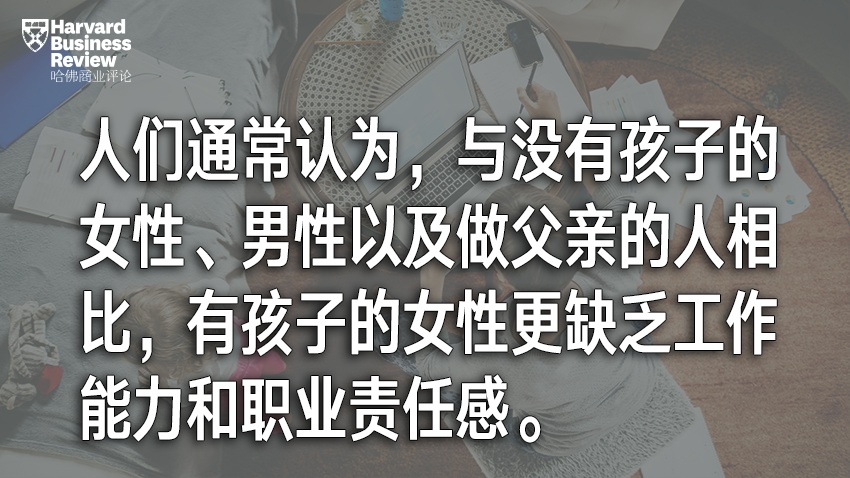 Harvard
Business
Review
哈佛商业评论
人们通常认为，与没有孩子的
女性、男性以及做父亲的人相
比，有孩子的女性更缺乏工作
能力和职业责任感。